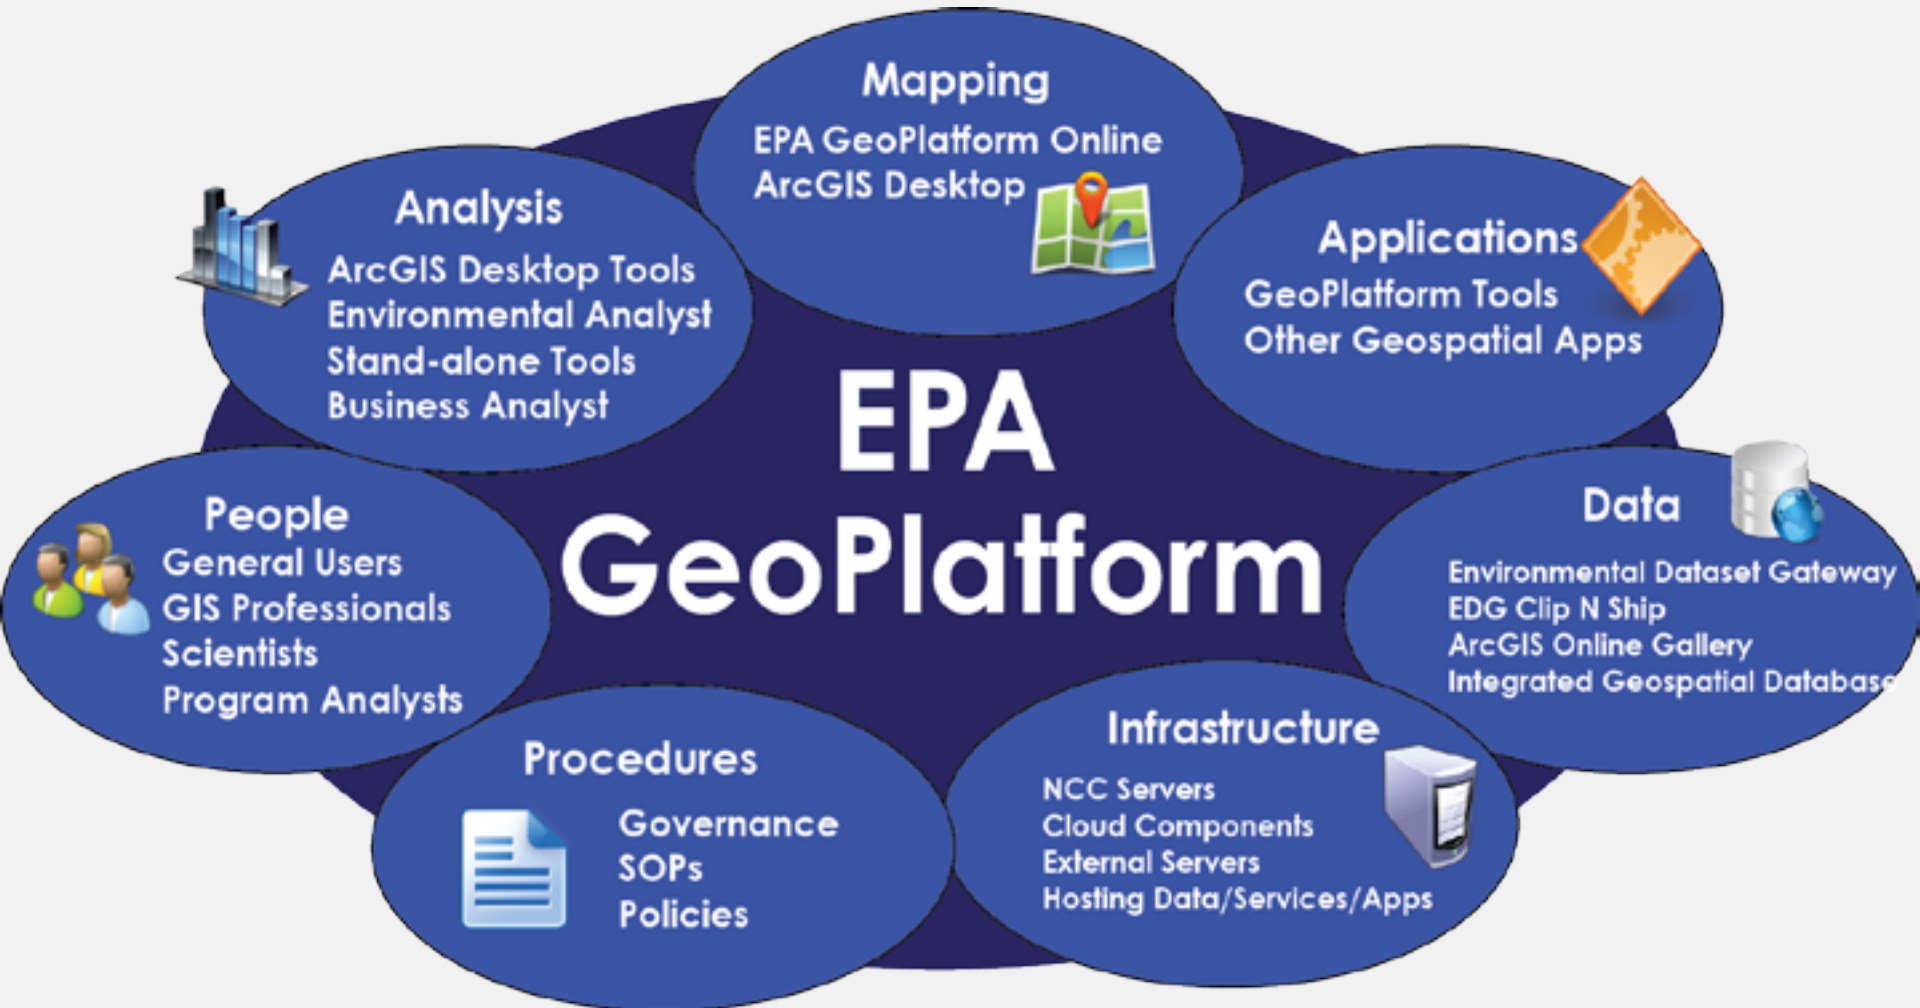 Mapping
EPA GeoPlatform Online
ArcGIS Desktop
Analysis
ArcGIS Desktop Tools
Environmental Analyst
Stand-alone Tools
Business Analyst
Applications
GeoPlatform Tools
Other Geospatial Apps
EPA
GeoPlatform
People
General Users
GIS Professionals
Scientists
Program Analysts
Data
Environmental Dataset Gateway
EDG Clip N Ship
ArcGIS Online Gallery
Integrated Geospatial Database
Procedures
Governance
SOPs
Policies
Infrastructure
NCC Servers
Cloud Components
External Servers
Hosting Data/Services/Apps